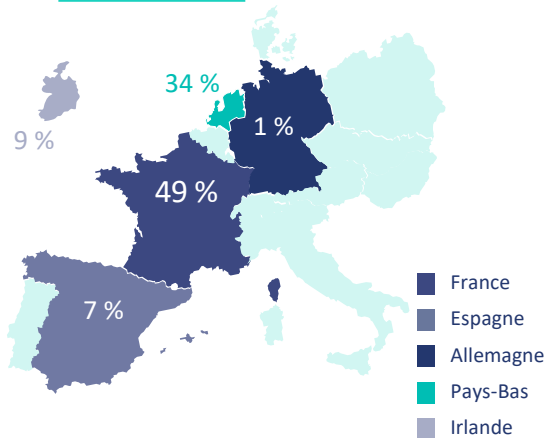 34 %
1 %
9 %
49 %
7 %
France
Espagne
Allemagne
Pays-Bas
Irlande